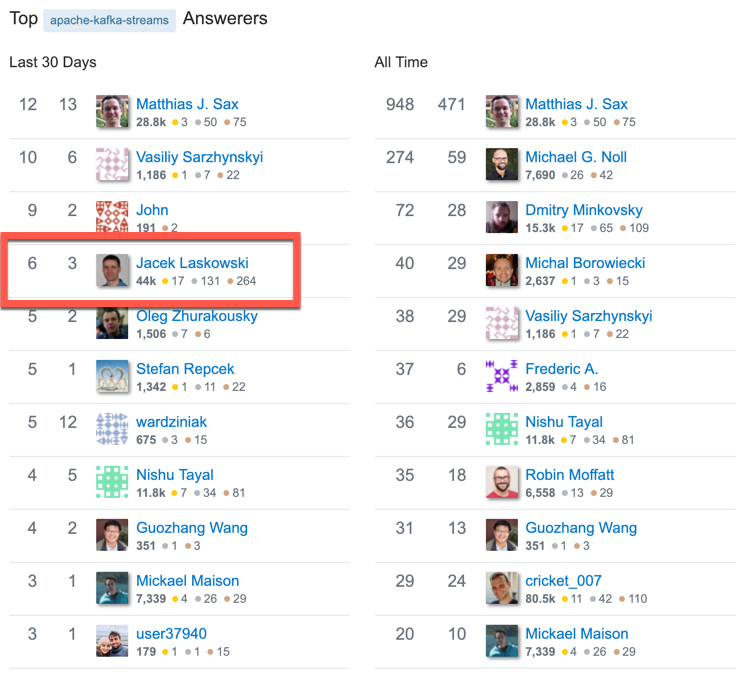 Top apache-kafka-streams Answerers
Last 30 Days
12 13 Matthias J. Sax
28.8k 3 50 75
10 6 Vasiliy Sarzhynskyi
1,186 1 7 22
9 2 John
191 2
6 3 Jacek Laskowski
44k 17 131 264
5 2 Oleg Zhurakousky
1,506 7 6
5 1 Stefan Repcek
1,342 1 11 22
5 12 wardziniak
675 3 15
4 5 Nishu Tayal
11.8k 7 34 81
4 2 Guozhang Wang
351 1 3
3 1 Mickael Maison
7,339 4 26 29
3 1 user37940
179 1 1 15
All Time
948 471 Matthias J. Sax
28.8k 3 50 75
274 59 Michael G. Noll
7,690 26 42
72 28 Dmitry Minkovsky
15.3k 17 65 109
40 29 Michal Borowiecki
2,637 1 3 15
38 29 Vasiliy Sarzhynskyi
1,186 1 7 22
37 6 Frederic A.
2,859 4 16
36 29 Nishu Tayal
11.8k 7 34 81
35 18 Robin Moffatt
6,558 13 29
31 13 Guozhang Wang
351 1 3
29 24 cricket_007
80.5k 11 42 110
20 10 Mickael Maison
7,339 4 26 29